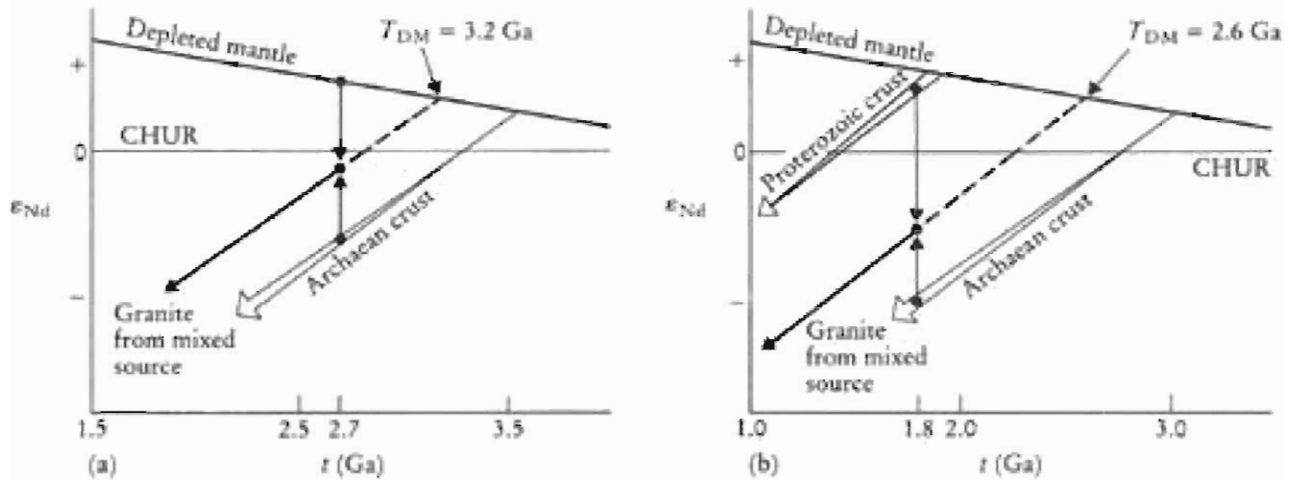 Depleted mantle
T_DM = 3.2 Ga
+
CHUR
0
ε_Nd
Archaean crust
−
Granite
from mixed
source
1.5
2.5
2.7
3.5
(a)
t (Ga)
Depleted mantle
T_DM = 2.6 Ga
+
Proterozoic crust
0
CHUR
ε_Nd
Archaean crust
−
Granite
from mixed
source
1.0
1.8
2.0
3.0
(b)
t (Ga)